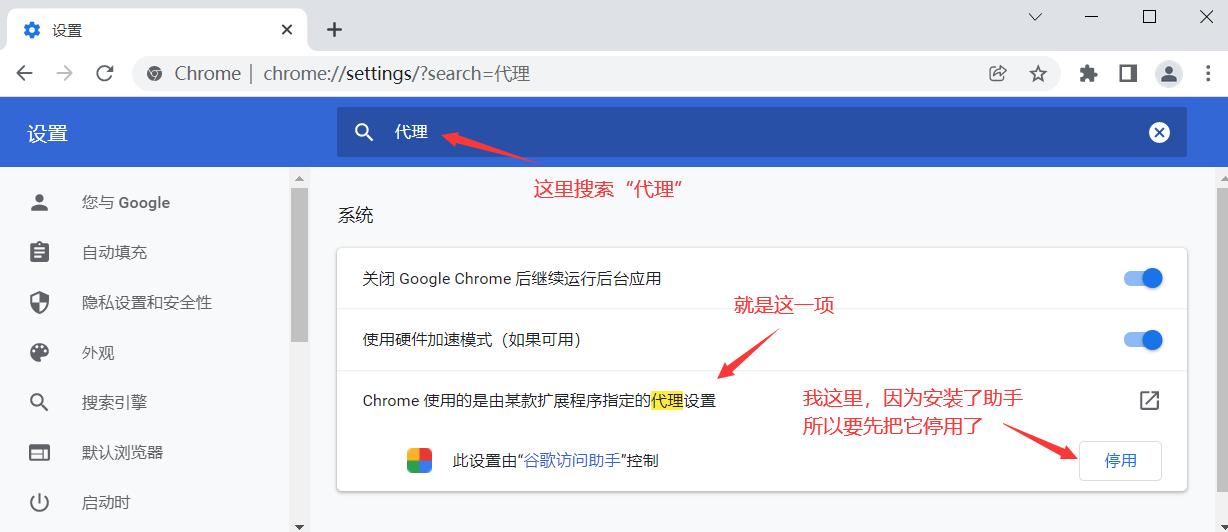 设置
Chrome | chrome://settings/?search=代理
设置
代理
这里搜索“代理”
您与 Google
自动填充
隐私设置和安全性
外观
搜索引擎
默认浏览器
启动时
系统
关闭 Google Chrome 后继续运行后台应用
就是这一项
使用硬件加速模式（如果可用）
Chrome 使用的是由某款扩展程序指定的代理设置
我这里，因为安装了助手
所以要先把它停用了
此设置由“谷歌访问助手”控制
停用